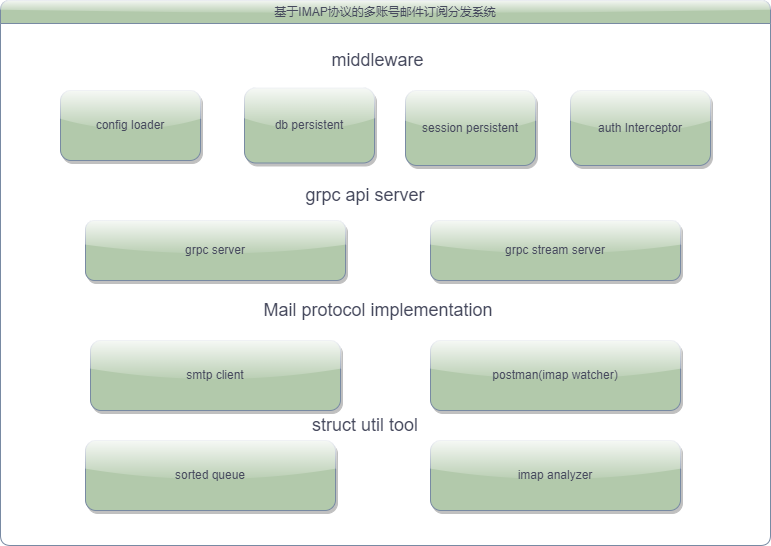 基于IMAP协议的多账号邮件订阅分发系统
middleware
config loader
db persistent
session persistent
auth Interceptor
grpc api server
grpc server
grpc stream server
Mail protocol implementation
smtp client
postman(imap watcher)
struct util tool
sorted queue
imap analyzer